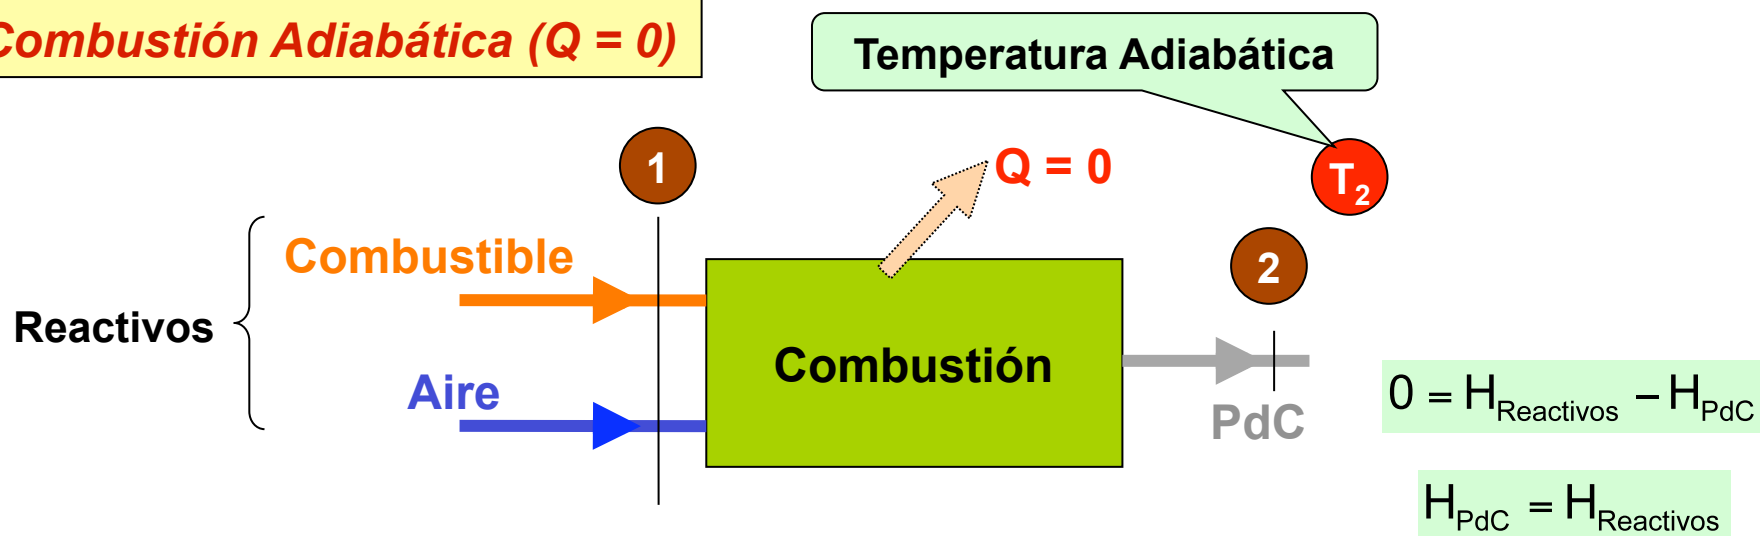 Combustión Adiabática (Q = 0)
Temperatura Adiabática
1
Q = 0
T2
Combustible
2
Reactivos
Combustión
Aire
PdC
0 = HReactivos − HPdC
HPdC = HReactivos